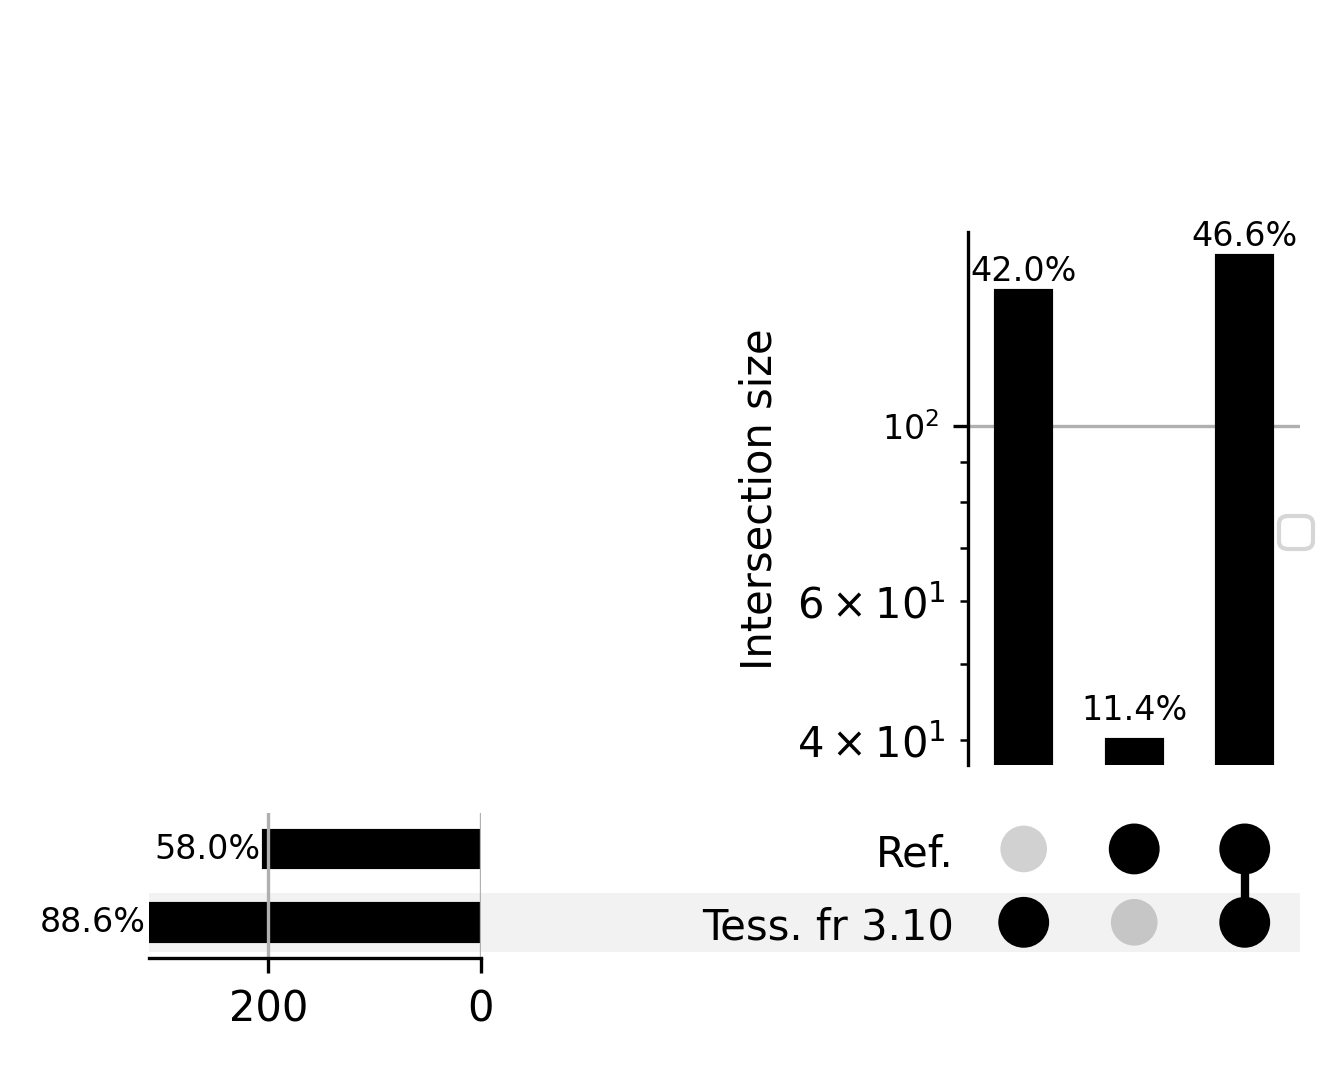 46.6%
42.0%
Intersection size
10²
6 × 10¹
11.4%
4 × 10¹
58.0%
Ref.
88.6%
Tess. fr 3.10
200 0